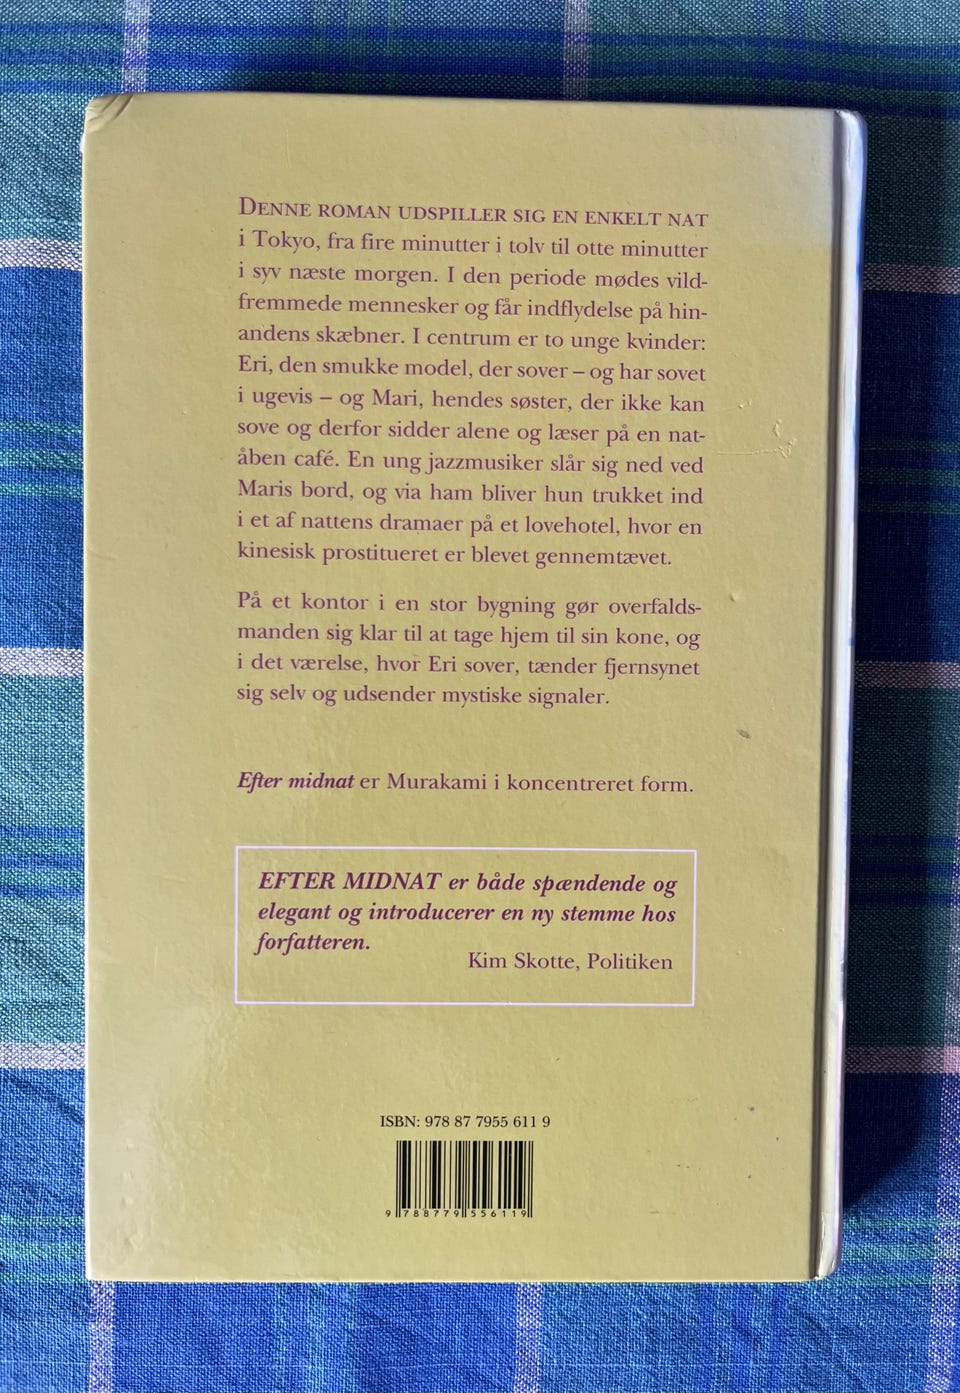 DENNE ROMAN UDSPILLER SIG EN ENKELT NAT
i Tokyo, fra fire minutter i tolv til otte minutter
i syv næste morgen. I den periode mødes vild-
fremmede mennesker og får indflydelse på hin-
andens skæbner. I centrum er to unge kvinder:
Eri, den smukke model, der sover – og har sovet
i ugevis – og Mari, hendes søster, der ikke kan
sove og derfor sidder alene og læser på en nat-
åben café. En ung jazzmusiker slår sig ned ved
Maris bord, og via ham bliver hun trukket ind
i et af nattens dramaer på et lovehotel, hvor en
kinesisk prostitueret er blevet gennemtævet.
På et kontor i en stor bygning gør overfalds-
manden sig klar til at tage hjem til sin kone, og
i det værelse, hvor Eri sover, tænder fjernsynet
sig selv og udsender mystiske signaler.
Efter midnat er Murakami i koncentreret form.
EFTER MIDNAT er både spændende og
elegant og introducerer en ny stemme hos
forfatteren.
Kim Skotte, Politiken
ISBN: 978 87 7955 611 9
9 788779 556119